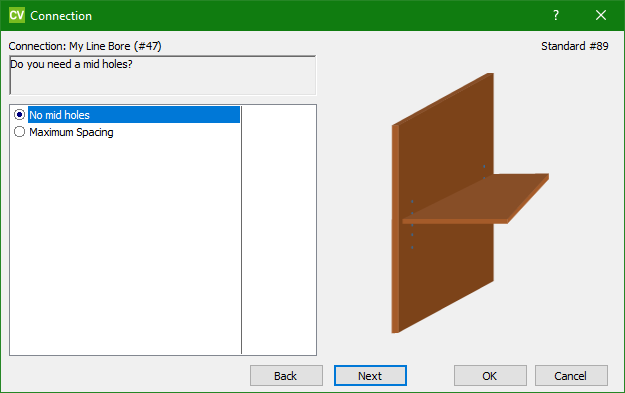 CV Connection ?
Connection: My Line Bore (#47) Standard #89
Do you need a mid holes?
No mid holes
Maximum Spacing
Back Next OK Cancel